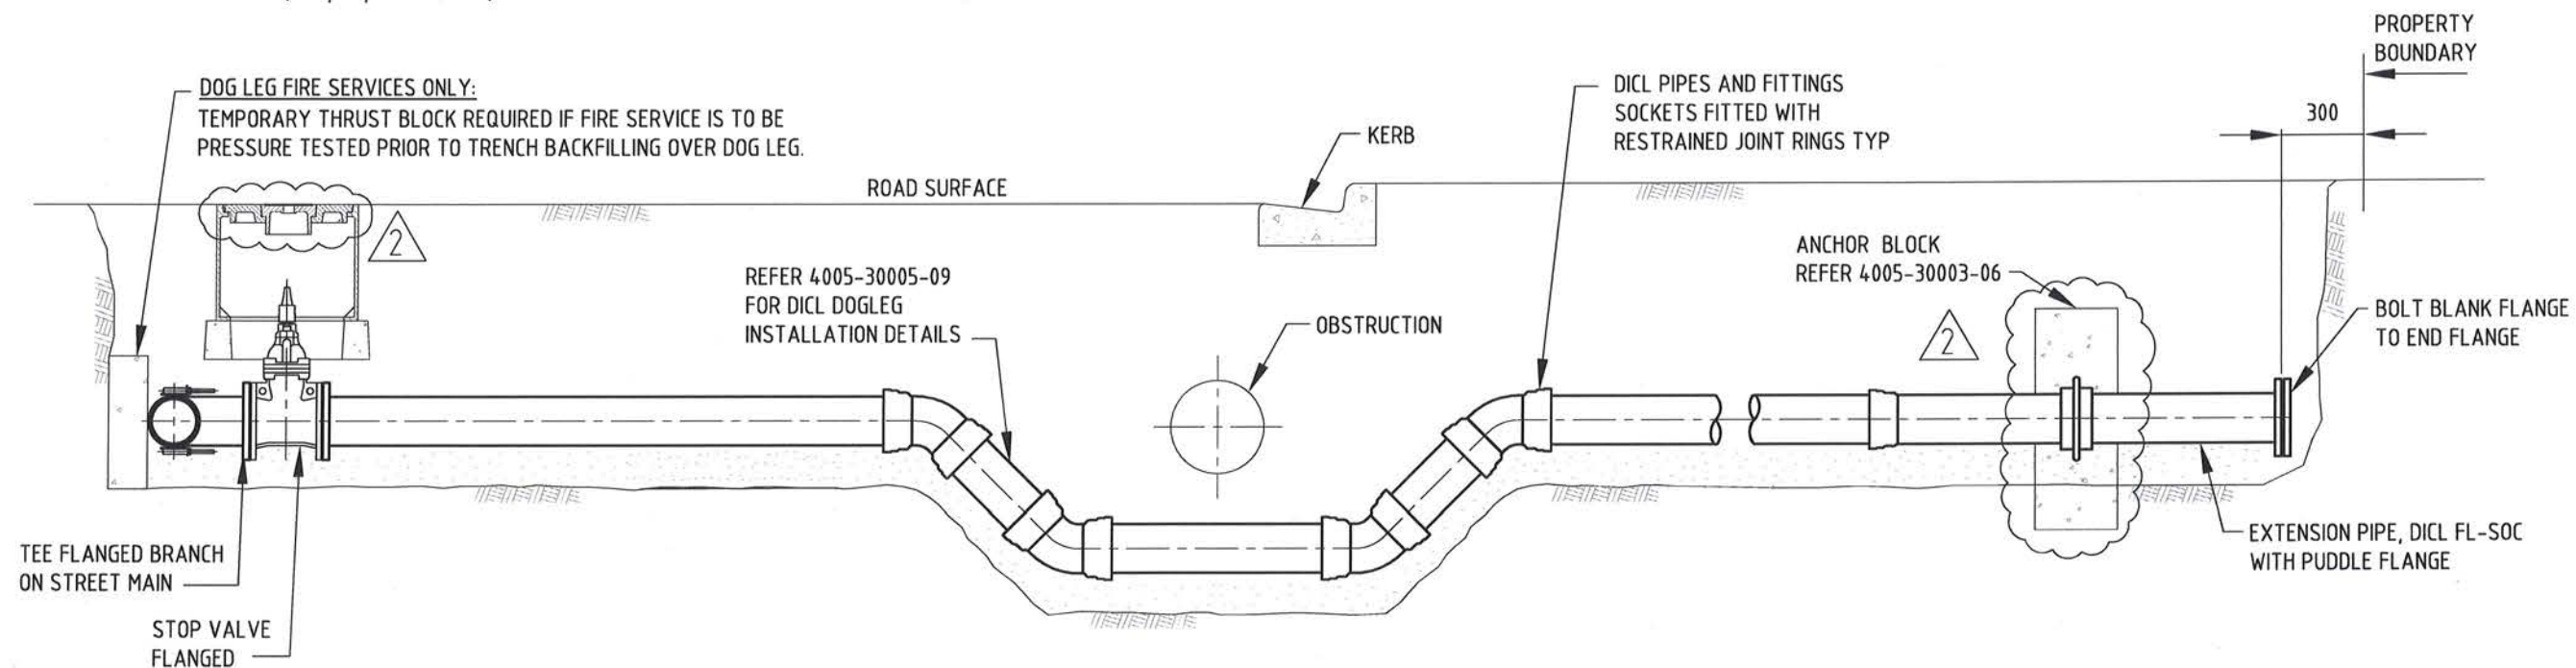 PROPERTY
BOUNDARY
DOG LEG FIRE SERVICES ONLY:
TEMPORARY THRUST BLOCK REQUIRED IF FIRE SERVICE IS TO BE
PRESSURE TESTED PRIOR TO TRENCH BACKFILLING OVER DOG LEG.
DICL PIPES AND FITTINGS
SOCKETS FITTED WITH
RESTRAINED JOINT RINGS TYP
300
KERB
ROAD SURFACE
2
REFER 4005-30005-09
FOR DICL DOGLEG
INSTALLATION DETAILS
OBSTRUCTION
ANCHOR BLOCK
REFER 4005-30003-06
2
BOLT BLANK FLANGE
TO END FLANGE
TEE FLANGED BRANCH
ON STREET MAIN
STOP VALVE
FLANGED
EXTENSION PIPE, DICL FL-SOC
WITH PUDDLE FLANGE